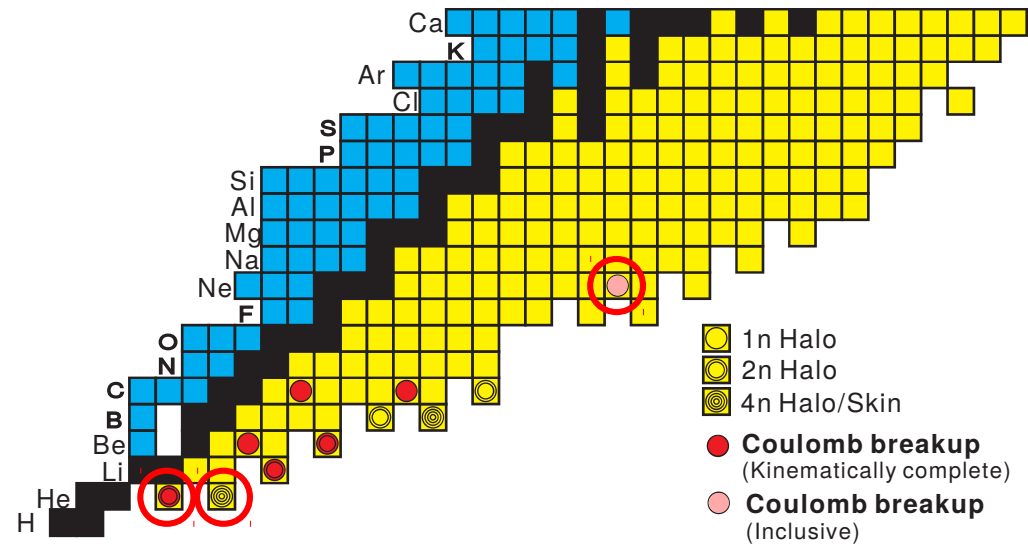 Ca
K
Ar
Cl
S
P
Si
Al
Mg
Na
Ne
F
O
N
C
B
Be
Li
He
H
1n Halo
2n Halo
4n Halo/Skin
Coulomb breakup
(Kinematically complete)
Coulomb breakup
(Inclusive)